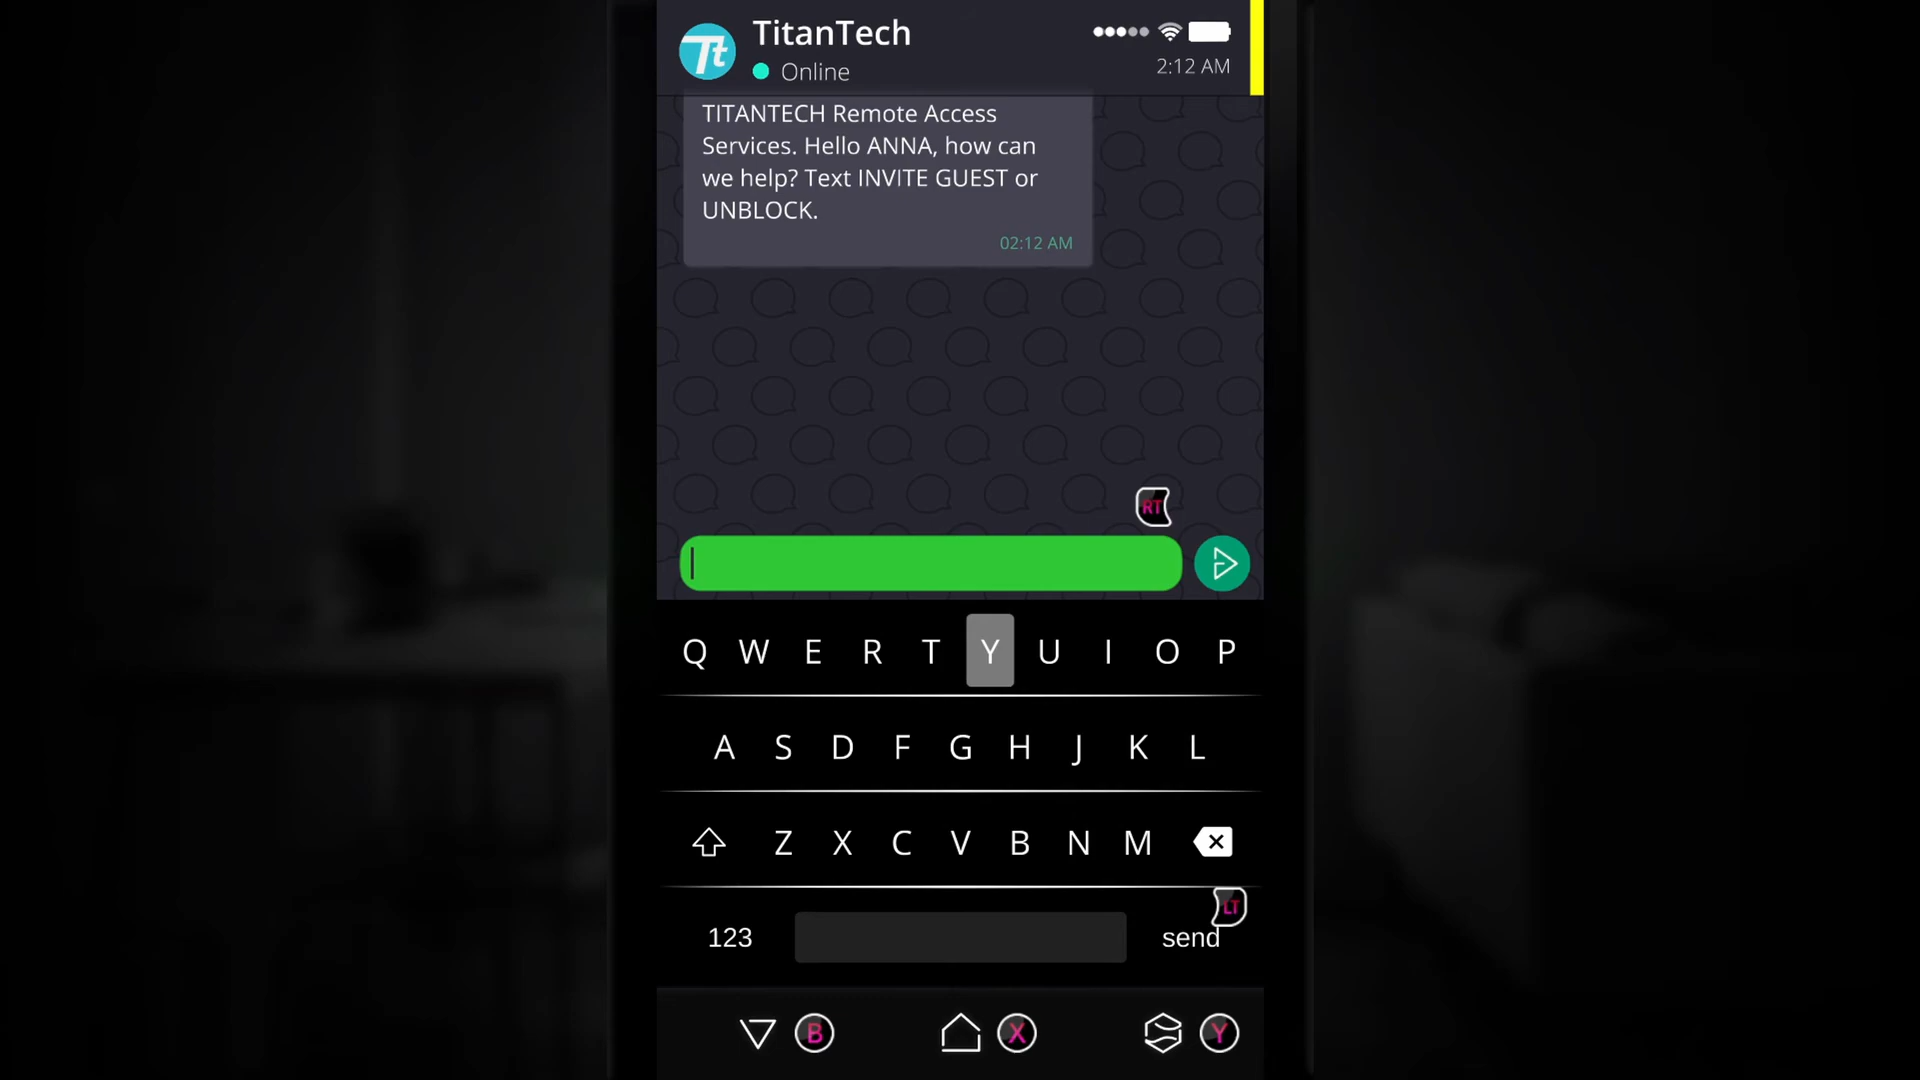 Tt
TitanTech
Online
2:12 AM
TITANTECH Remote Access
Services. Hello ANNA, how can
we help? Text INVITE GUEST or
UNBLOCK.
02:12 AM
RT
Q W E R T Y U I O P
A S D F G H J K L
Z X C V B N M
LT
123 send
B X Y